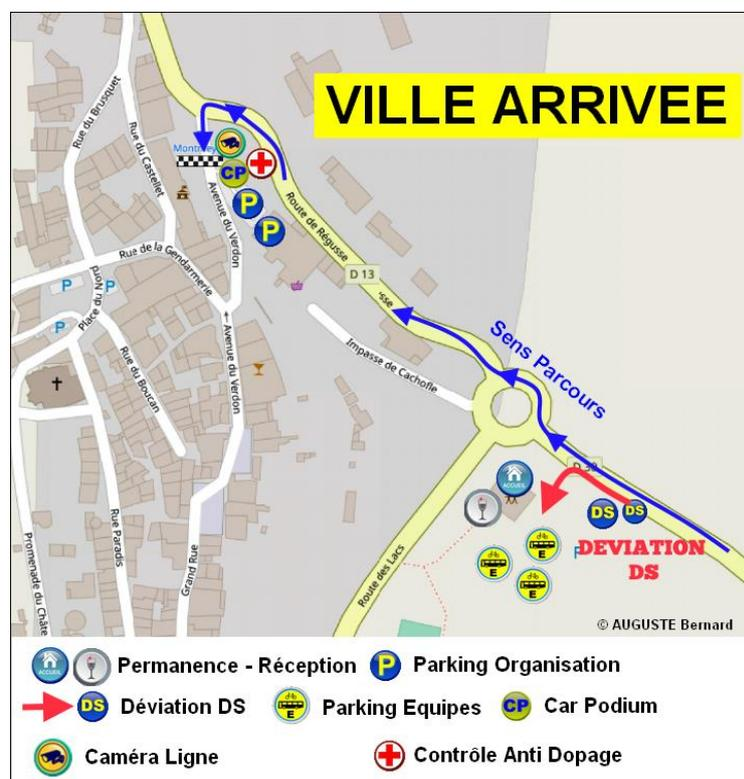 VILLE ARRIVEE
Rue du Brusquet
Rue du Castellet
Avenue du Verdon
CP
P
P
Route de Régusse
D 13
Rue de la Gendarmerie
P
P
P
Place du Nord
Avenue du Verdon
Rue du Boucan
Impasse de Cachofle
Sens Parcours
ACCUEIL
DS
DS
DEVIATION
DS
E
E
E
Promenade du Châte
Rue Paradis
Grand Rue
Route des Lacs
© AUGUSTE Bernard
ACCUEIL
Permanence - Réception
P
Parking Organisation
DS
Déviation DS
E
Parking Equipes
CP
Car Podium
Caméra Ligne
Contrôle Anti Dopage